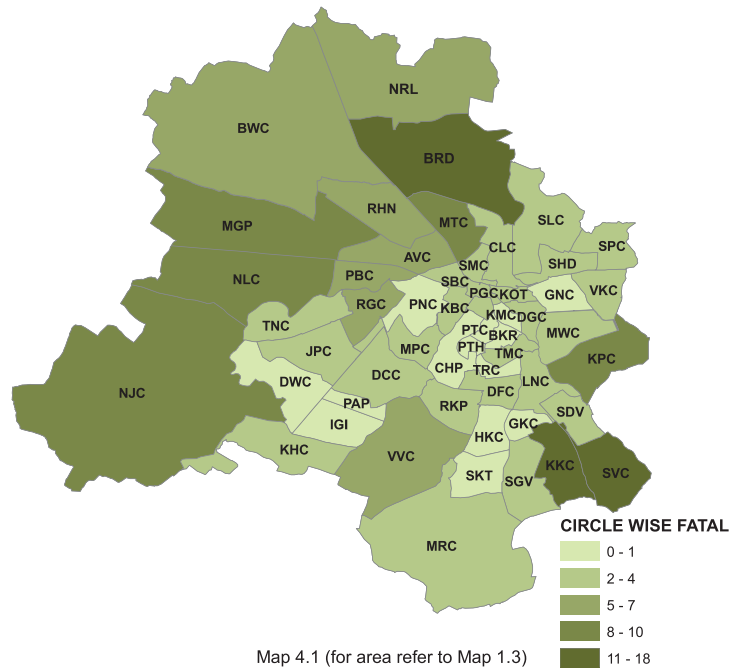 NRL
BWC
BRD
RHN
MTC
SLC
MGP
CLC
SPC
AVC
SMC
SHD
NLC
PBC
SBC
VKC
PGC KOT
GNC
RGC
PNC
KBC
KMC DGC
TNC
PTC
BKR
MWC
JPC
MPC
PTH
TMC
KPC
CHP
TRC
DWC
DCC
LNC
NJC
DFC
PAP
RKP
SDV
IGI
GKC
HKC
KHC
VVC
KKC
SVC
SKT
SGV
MRC
CIRCLE WISE FATAL
0 - 1
2 - 4
5 - 7
8 - 10
11 - 18
Map 4.1 (for area refer to Map 1.3)